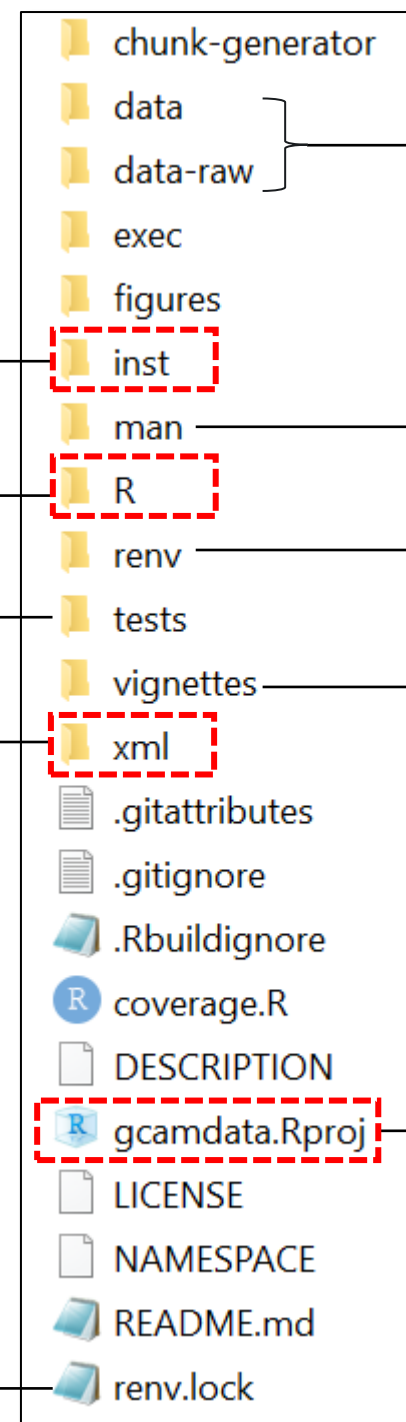 chunk-generator
data
data-raw
exec
figures
inst
man
R
renv
tests
vignettes
xml
.gitattributes
.gitignore
.Rbuildignore
R coverage.R
DESCRIPTION
R gcamdata.Rproj
LICENSE
NAMESPACE
README.md
renv.lock